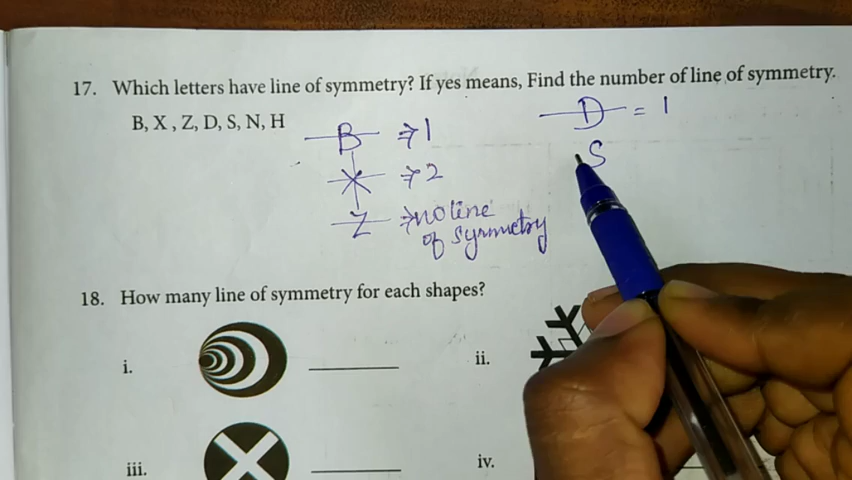 17. Which letters have line of symmetry? If yes means, Find the number of line of symmetry.
B, X , Z, D, S, N, H
B ⇒ 1
X ⇒ 2
Z ⇒ no line
of symmetry
D = 1
S
18. How many line of symmetry for each shapes?
i.
ii.
iii.
iv.